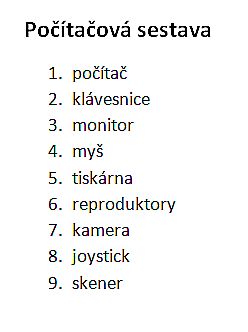 Počítačová sestava
1. počítač
2. klávesnice
3. monitor
4. myš
5. tiskárna
6. reproduktory
7. kamera
8. joystick
9. skener